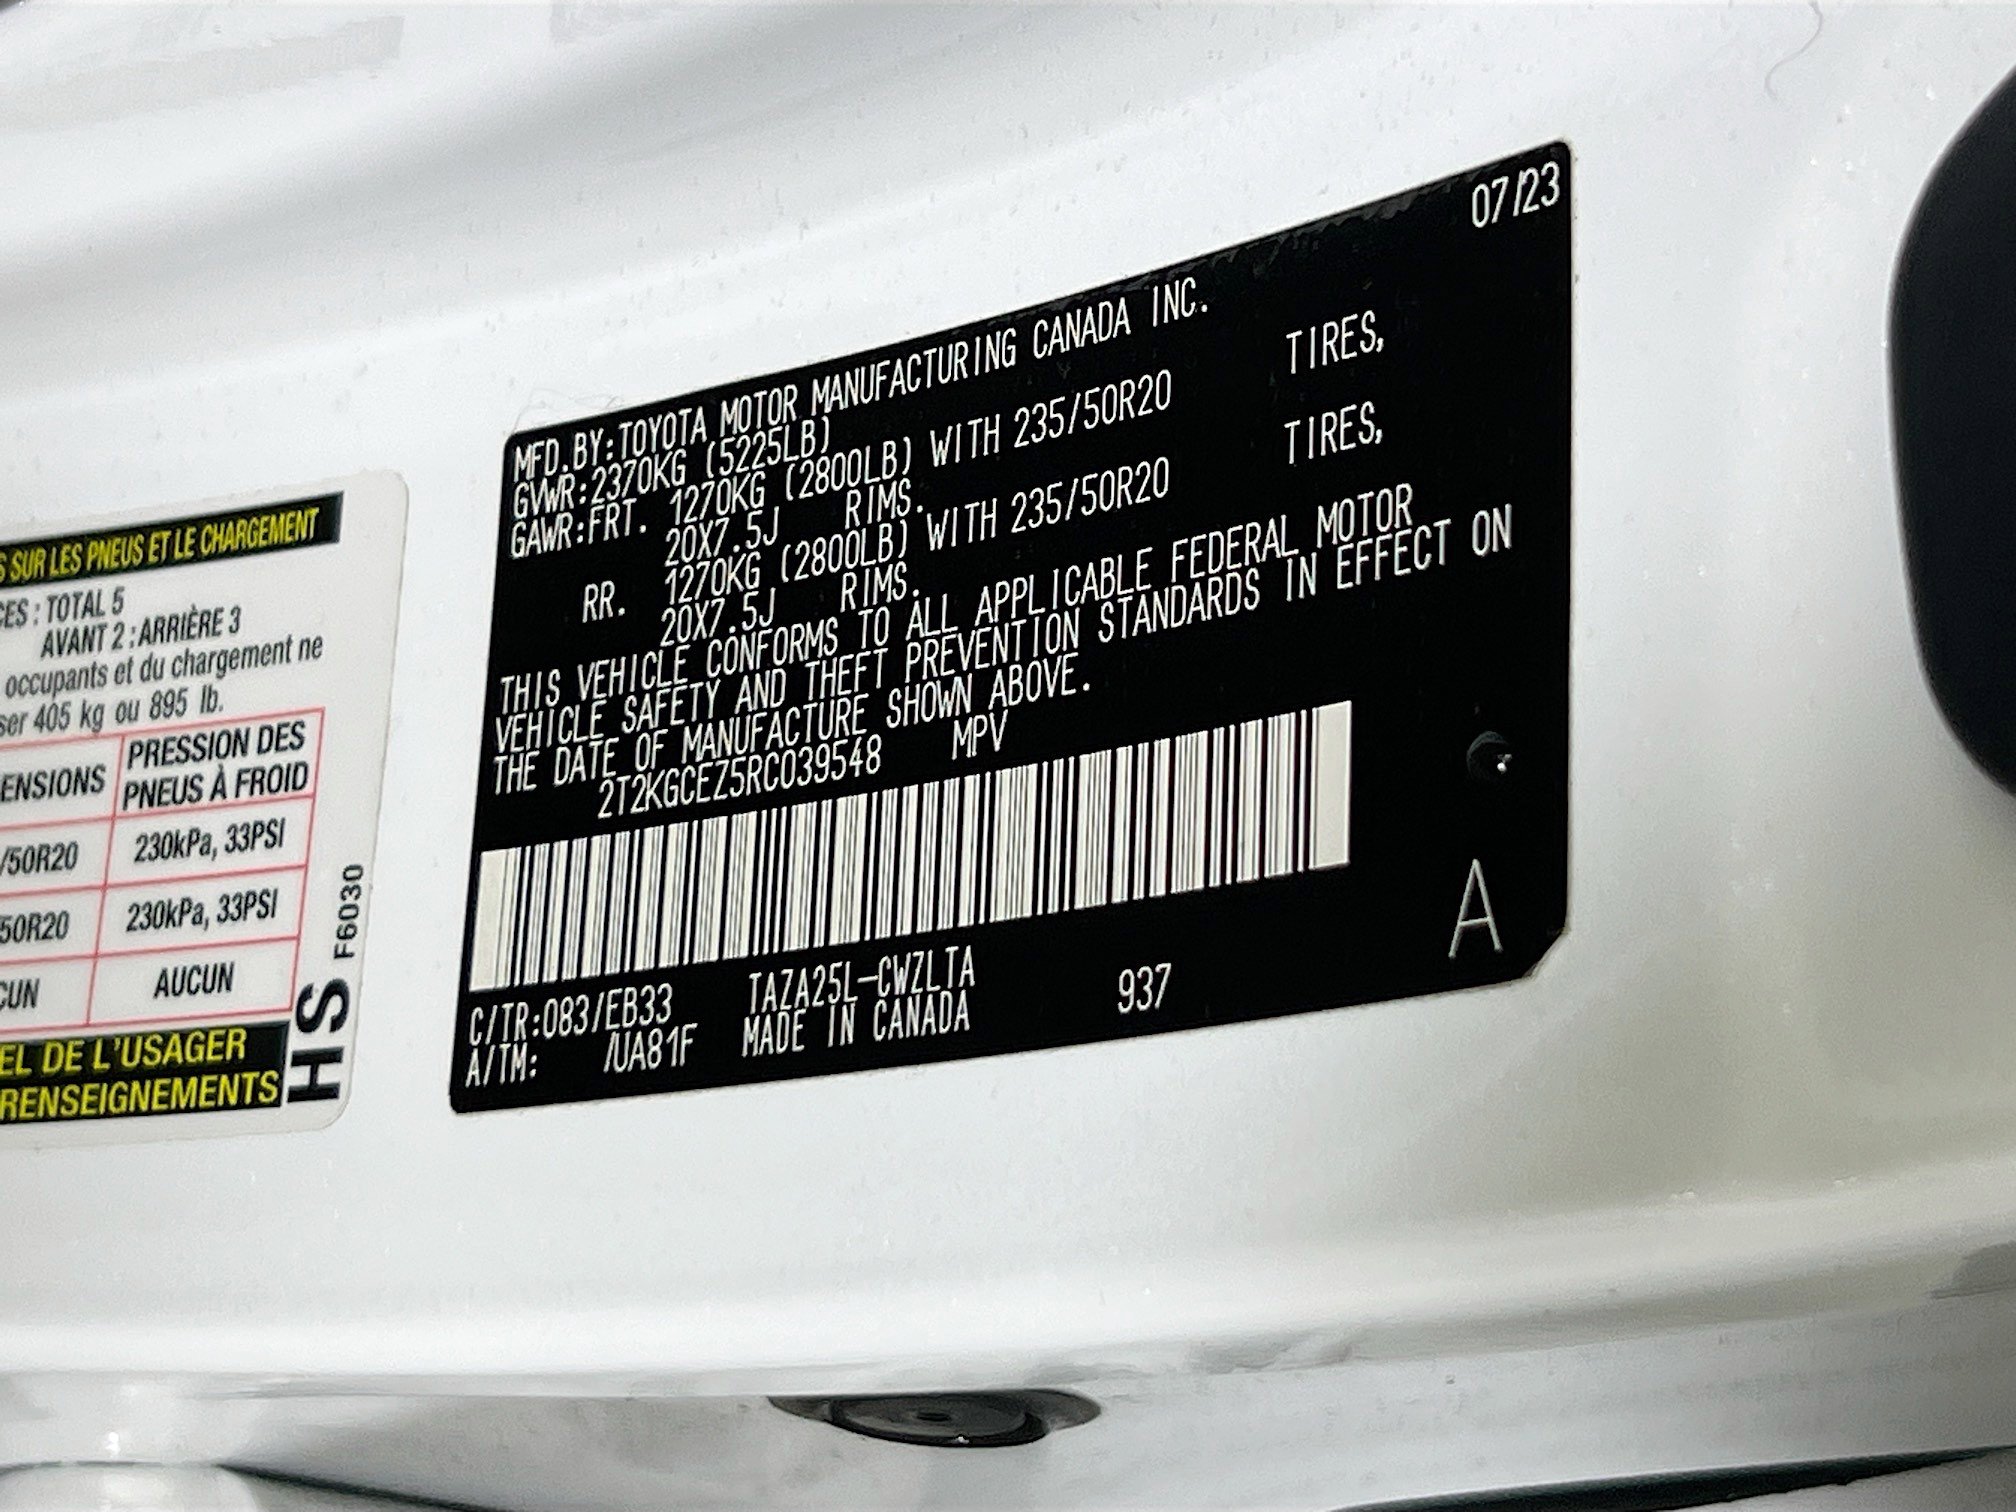 S SUR LES PNEUS ET LE CHARGEMENT
CES : TOTAL 5
AVANT 2 : ARRIÈRE 3
occupants et du chargement ne
ser 405 kg ou 895 lb.
ENSIONS PRESSION DES
PNEUS À FROID
/50R20 230kPa, 33PSI
50R20 230kPa, 33PSI
CUN AUCUN
EL DE L'USAGER
RENSEIGNEMENTS
HS F6030
07/23
MFD.BY:TOYOTA MOTOR MANUFACTURING CANADA INC.
GVWR:2370KG (5225LB)
GAWR:FRT. 1270KG (2800LB) WITH 235/50R20 TIRES,
20X7.5J RIMS.
RR. 1270KG (2800LB) WITH 235/50R20 TIRES,
20X7.5J RIMS.
THIS VEHICLE CONFORMS TO ALL APPLICABLE FEDERAL MOTOR
VEHICLE SAFETY AND THEFT PREVENTION STANDARDS IN EFFECT ON
THE DATE OF MANUFACTURE SHOWN ABOVE.
2T2KGCEZ5RC039548 MPV
A
C/TR:083/EB33 TAZA25L-CWZLTA 937
A/TM: /UA81F MADE IN CANADA